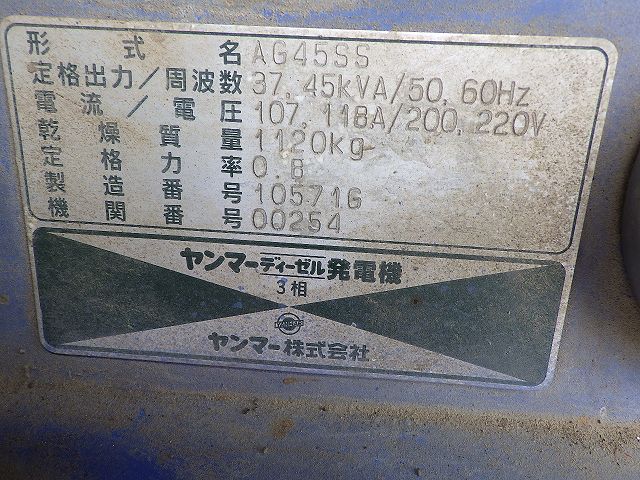 形式名 AG45SS
定格出力/周波数 37, 45kVA/50, 60Hz
電流/電圧 107, 118A/200, 220V
乾燥質量 1120kg
定格力率 0.8
製造番号 105716
機関番号 00254
ヤンマーディーゼル発電機
3相
YANMAR
ヤンマー株式会社